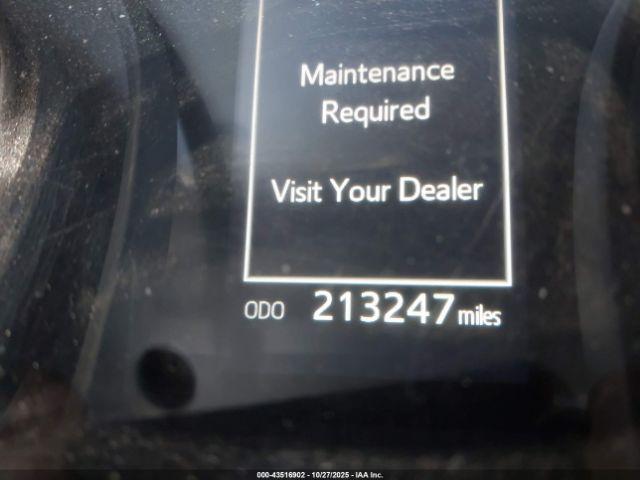 Maintenance
Required
Visit Your Dealer
ODO 213247 miles
000-43516902 - 10/27/2025 - IAA Inc.